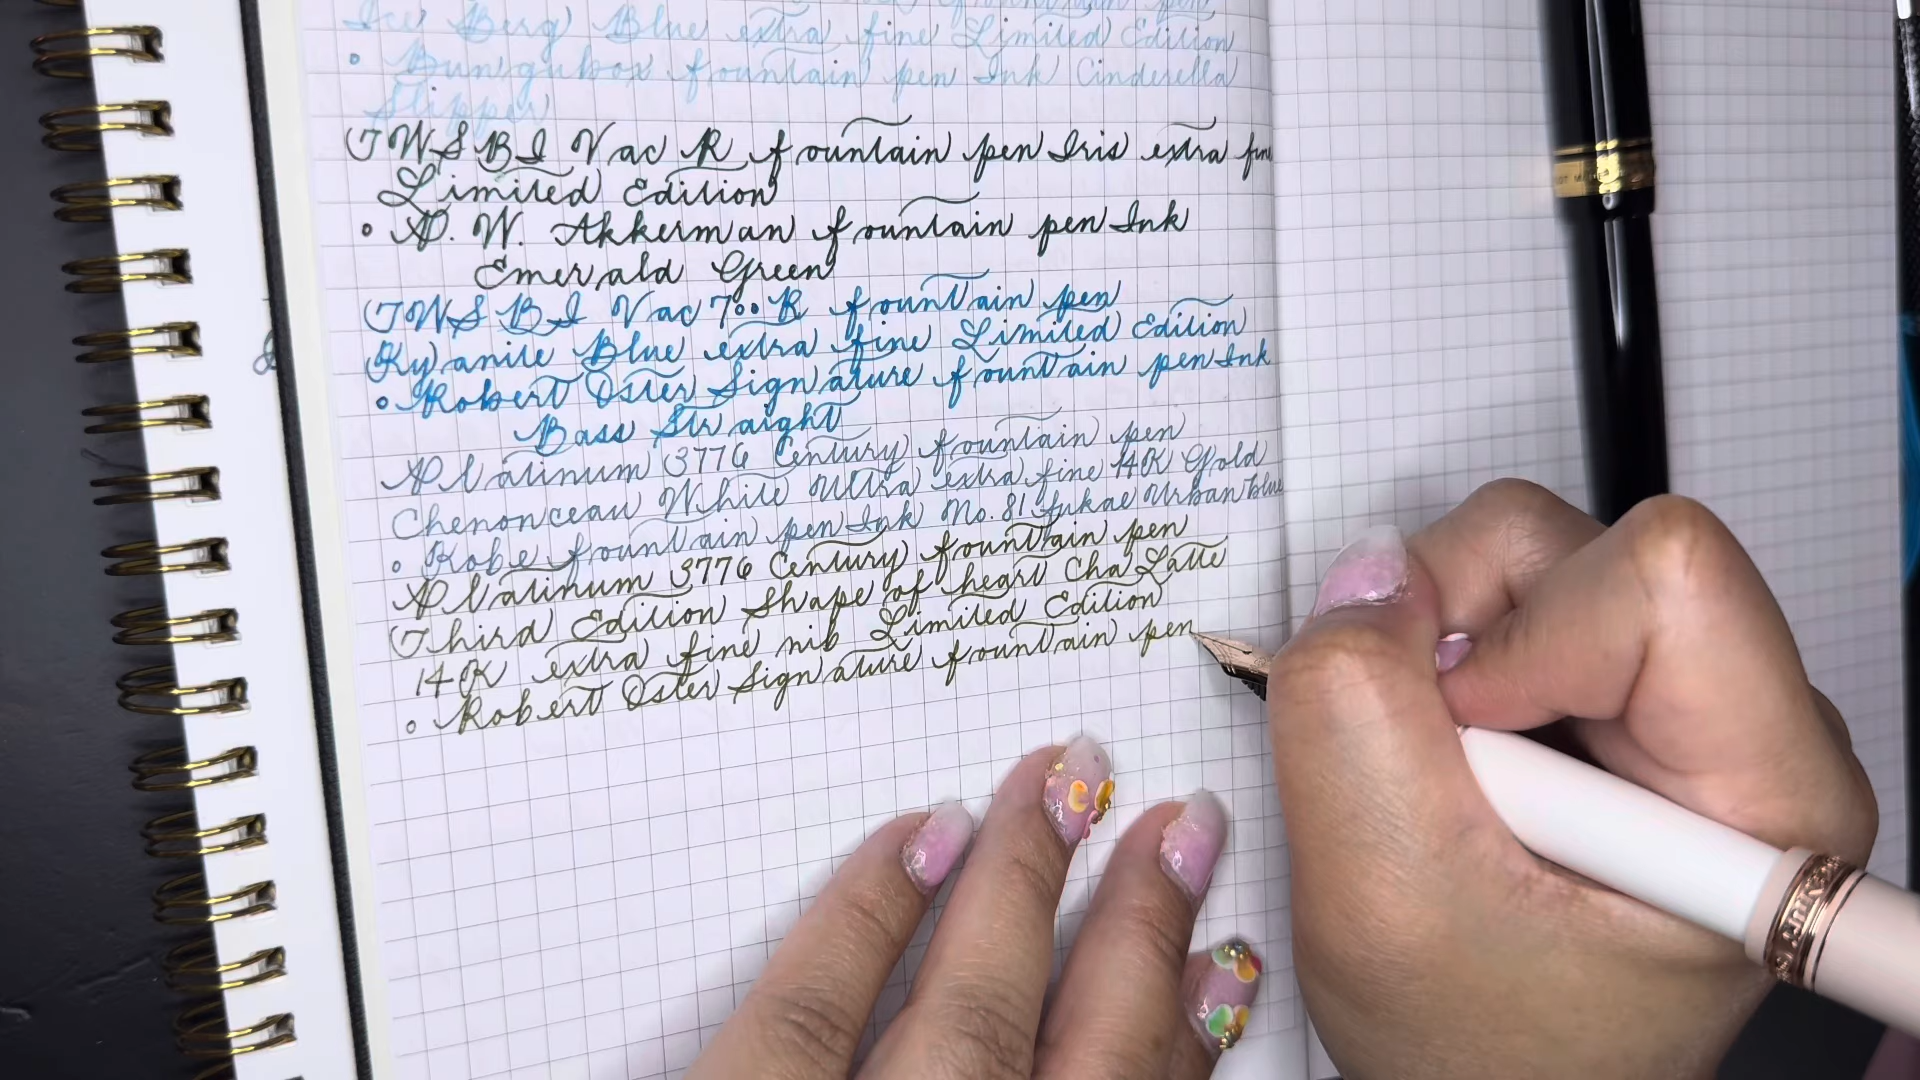 fountain pen
Ice Berg Blue extra fine Limited Edition
• Bungubox fountain pen Ink Cinderella
Slipper
TWSBI Vac R fountain pen Iris extra fine
Limited Edition
• P. W. Akkerman fountain pen Ink
Emerald Green
TWSBI Vac 700 R fountain pen
Kyanite Blue extra fine Limited Edition
• Robert Oster Signature fountain pen Ink
Bass Straight
Platinum 3776 Century fountain pen
Chenonceau White Ultra extra fine 14K Gold
• Kobe fountain pen Ink No. 81 Urban blue
Platinum 3776 Century fountain pen
Third Edition Shape of heart Cha Latte
14K extra fine nib Limited Edition
• Robert Oster Signature fountain pen